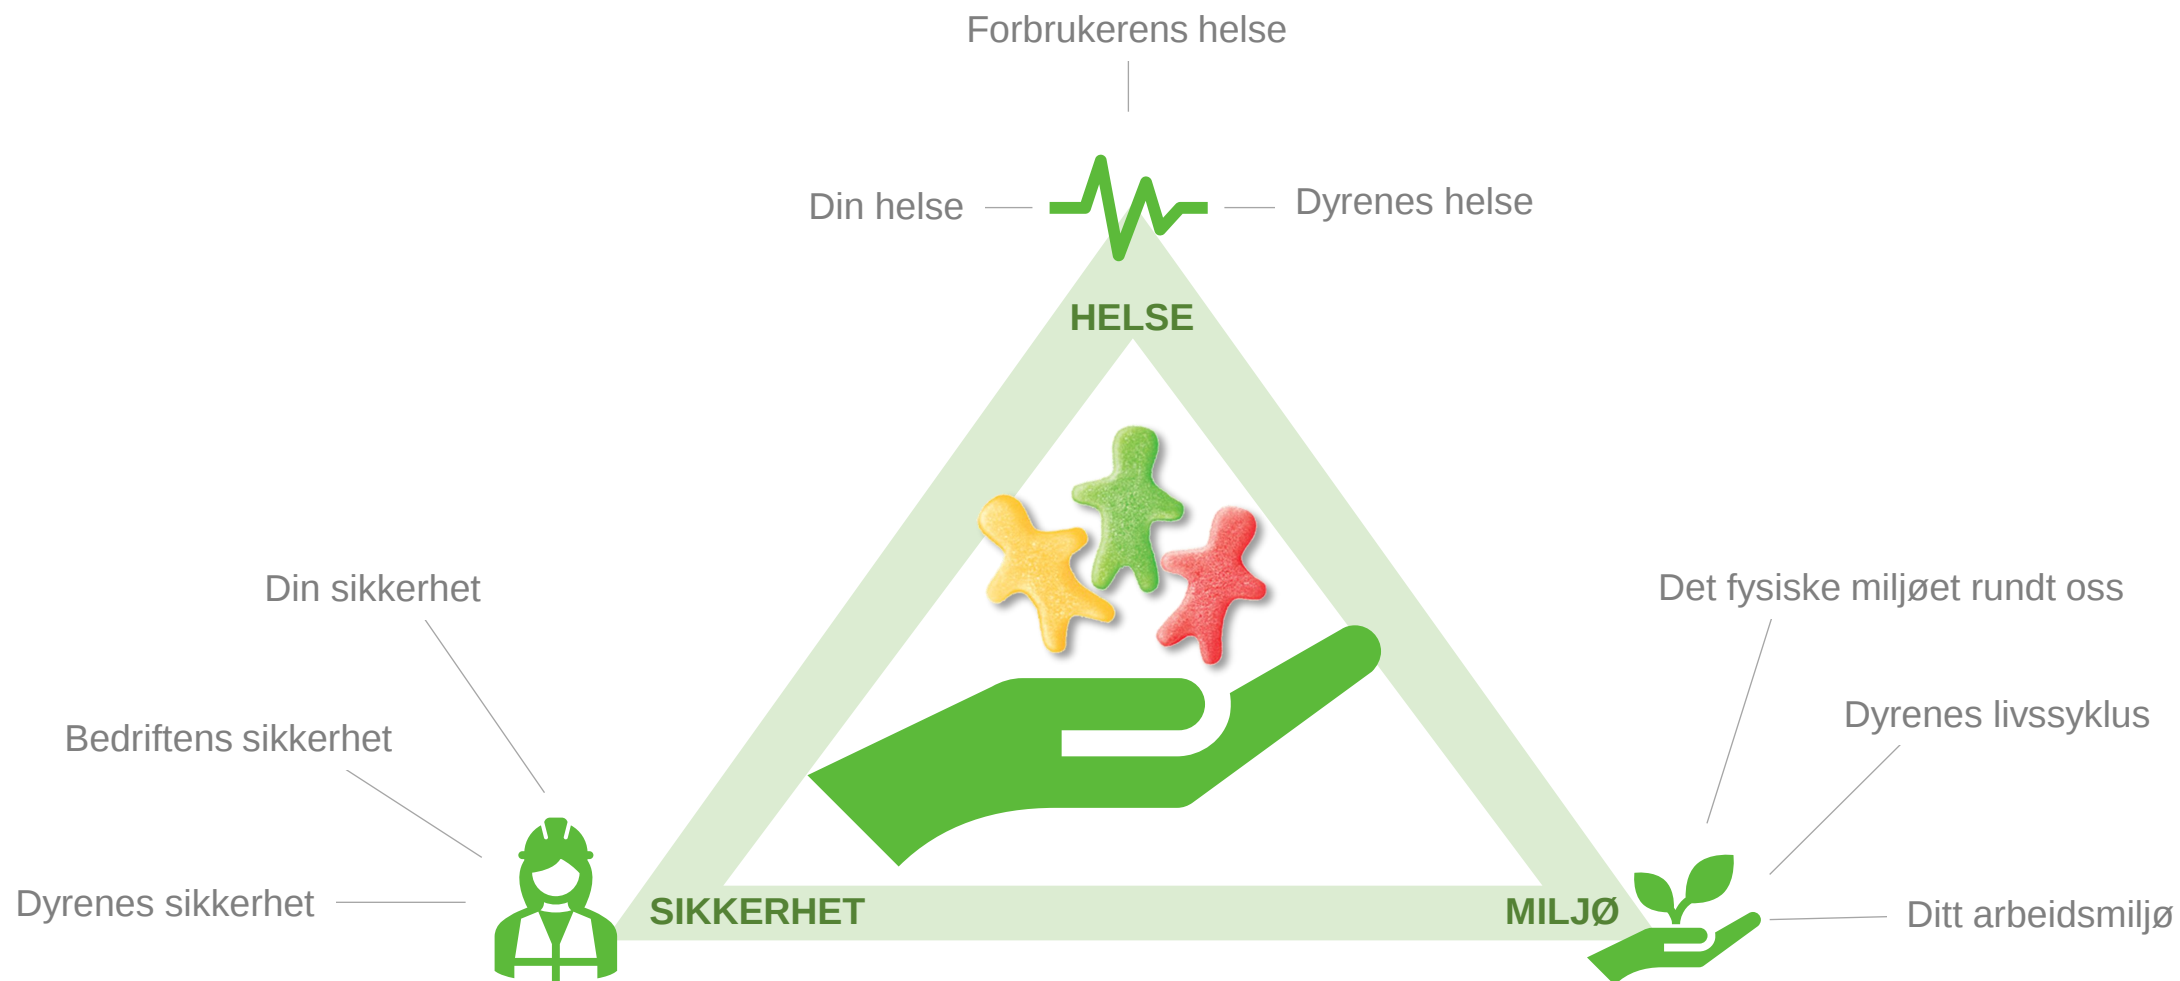 Forbrukerens helse
Din helse
Dyrenes helse
HELSE
Din sikkerhet
Det fysiske miljøet rundt oss
Bedriftens sikkerhet
Dyrenes livssyklus
Dyrenes sikkerhet
SIKKERHET
MILJØ
Ditt arbeidsmiljø